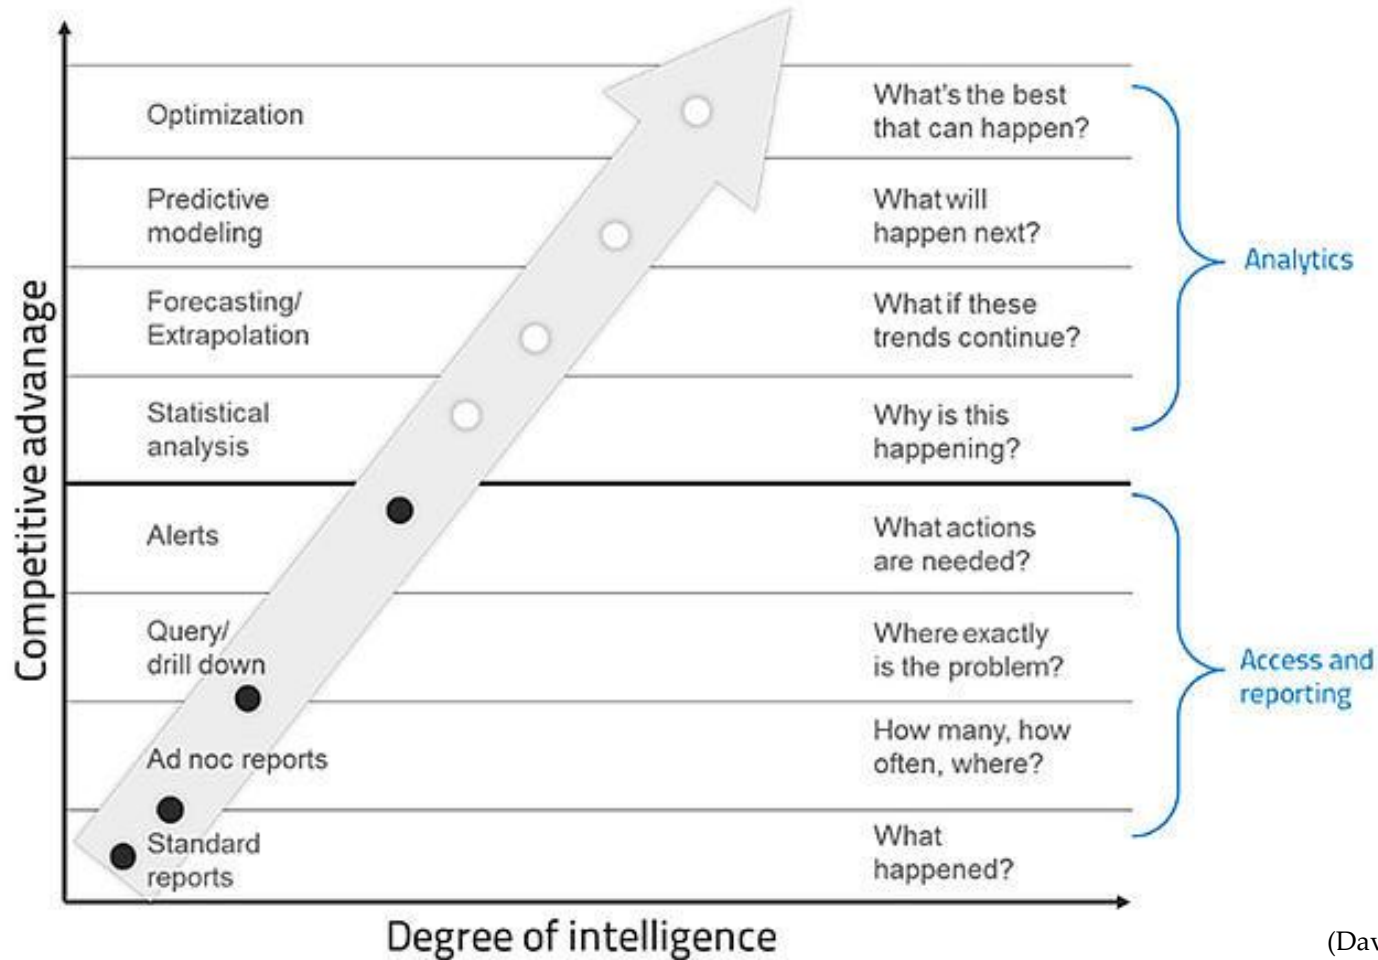 Optimization
What's the best
that can happen?
Predictive
modeling
What will
happen next?
Analytics
Forecasting/
Extrapolation
What if these
trends continue?
Statistical
analysis
Why is this
happening?
Competitive advanage
Alerts
What actions
are needed?
Query/
drill down
Where exactly
is the problem?
Access and
reporting
Ad noc reports
How many, how
often, where?
Standard
reports
What
happened?
Degree of intelligence
(Dav